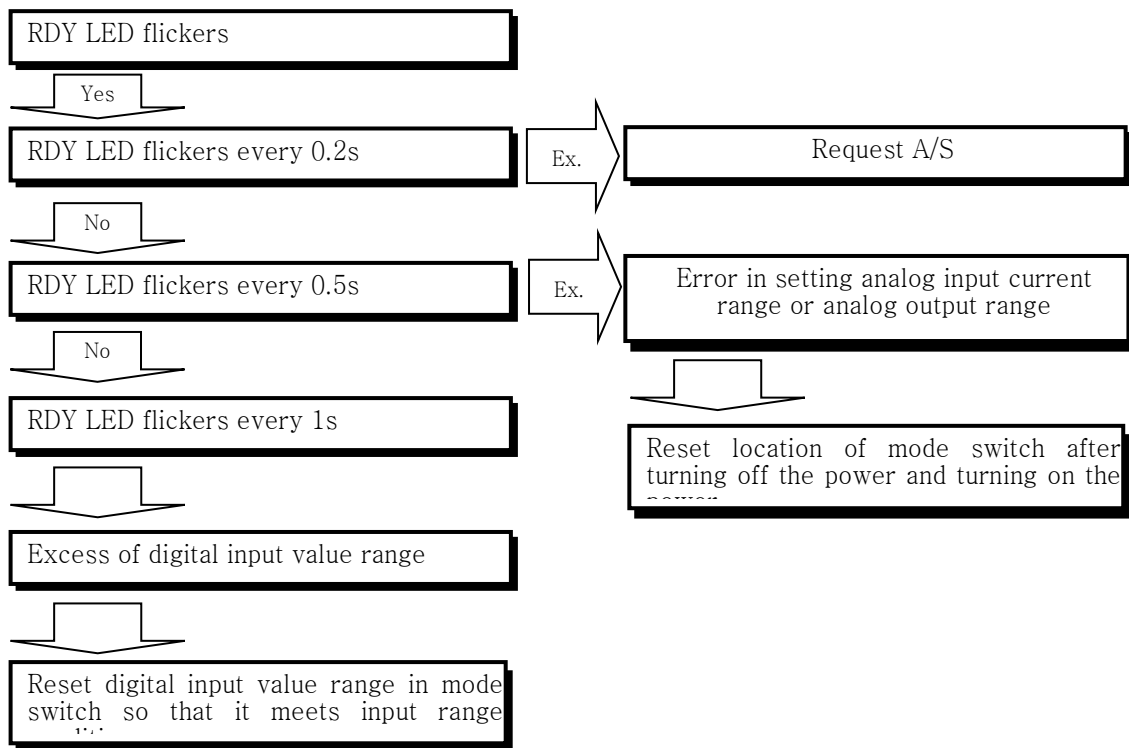 RDY LED flickers
Yes
RDY LED flickers every 0.2s
Ex.
Request A/S
No
RDY LED flickers every 0.5s
Ex.
Error in setting analog input current
range or analog output range
No
RDY LED flickers every 1s
Reset location of mode switch after
turning off the power and turning on the
Excess of digital input value range
Reset digital input value range in mode
switch so that it meets input range